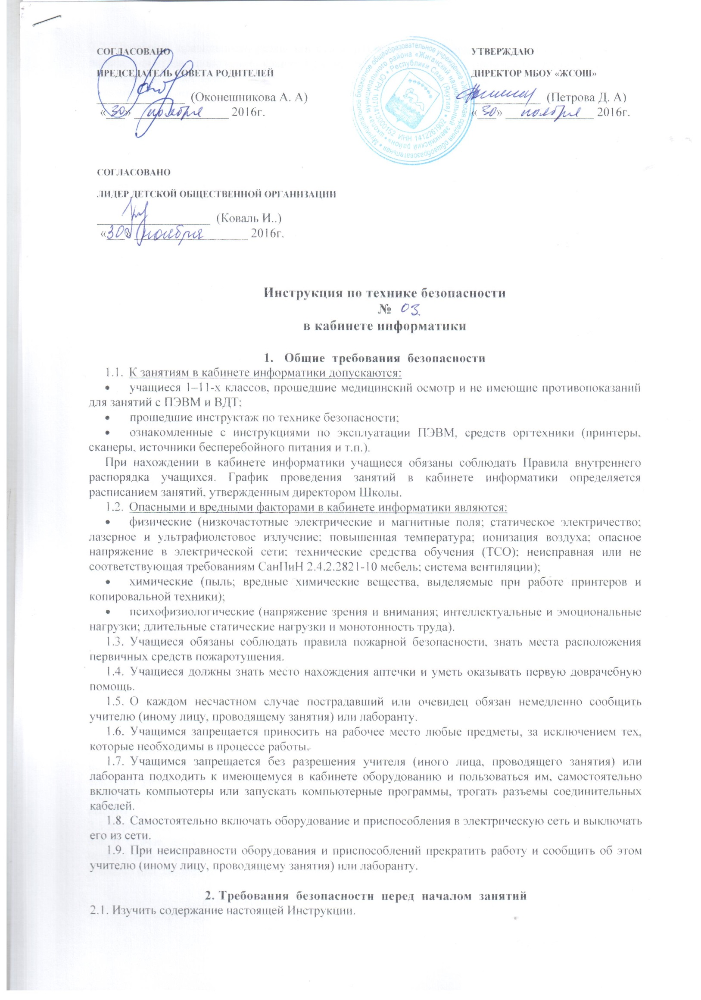 СОГЛАСОВАНО
ПРЕДСЕДАТЕЛЬ СОВЕТА РОДИТЕЛЕЙ
(Оконешникова А. А)
«30» ноября 2016г.
УТВЕРЖДАЮ
ДИРЕКТОР МБОУ «ЖСОШ»
(Петрова Д. А)
«30» ноября 2016г.
Муниципальное бюджетное общеобразовательное учреждение
муниципального района «Жиганский национальный эвенкийский район»
Республики Саха (Якутия)
ИНН 1412261902
СОГЛАСОВАНО
ЛИДЕР ДЕТСКОЙ ОБЩЕСТВЕННОЙ ОРГАНИЗАЦИИ
(Коваль И..)
«30» ноября 2016г.
Инструкция по технике безопасности
№ 03
в кабинете информатики
1. Общие требования безопасности
1.1. К занятиям в кабинете информатики допускаются:
• учащиеся 1–11-х классов, прошедшие медицинский осмотр и не имеющие противопоказаний
для занятий с ПЭВМ и ВДТ;
• прошедшие инструктаж по технике безопасности;
• ознакомленные с инструкциями по эксплуатации ПЭВМ, средств оргтехники (принтеры,
сканеры, источники бесперебойного питания и т.п.).
При нахождении в кабинете информатики учащиеся обязаны соблюдать Правила внутреннего
распорядка учащихся. График проведения занятий в кабинете информатики определяется
расписанием занятий, утвержденным директором Школы.
1.2. Опасными и вредными факторами в кабинете информатики являются:
• физические (низкочастотные электрические и магнитные поля; статическое электричество;
лазерное и ультрафиолетовое излучение; повышенная температура; ионизация воздуха; опасное
напряжение в электрической сети; технические средства обучения (ТСО); неисправная или не
соответствующая требованиям СанПиН 2.4.2.2821-10 мебель; система вентиляции);
• химические (пыль; вредные химические вещества, выделяемые при работе принтеров и
копировальной техники);
• психофизиологические (напряжение зрения и внимания; интеллектуальные и эмоциональные
нагрузки; длительные статические нагрузки и монотонность труда).
1.3. Учащиеся обязаны соблюдать правила пожарной безопасности, знать места расположения
первичных средств пожаротушения.
1.4. Учащиеся должны знать место нахождения аптечки и уметь оказывать первую доврачебную
помощь.
1.5. О каждом несчастном случае пострадавший или очевидец обязан немедленно сообщить
учителю (иному лицу, проводящему занятия) или лаборанту.
1.6. Учащимся запрещается приносить на рабочее место любые предметы, за исключением тех,
которые необходимы в процессе работы.
1.7. Учащимся запрещается без разрешения учителя (иного лица, проводящего занятия) или
лаборанта подходить к имеющемуся в кабинете оборудованию и пользоваться им, самостоятельно
включать компьютеры или запускать компьютерные программы, трогать разъемы соединительных
кабелей.
1.8. Самостоятельно включать оборудование и приспособления в электрическую сеть и выключать
его из сети.
1.9. При неисправности оборудования и приспособлений прекратить работу и сообщить об этом
учителю (иному лицу, проводящему занятия) или лаборанту.
2. Требования безопасности перед началом занятий
2.1. Изучить содержание настоящей Инструкции.